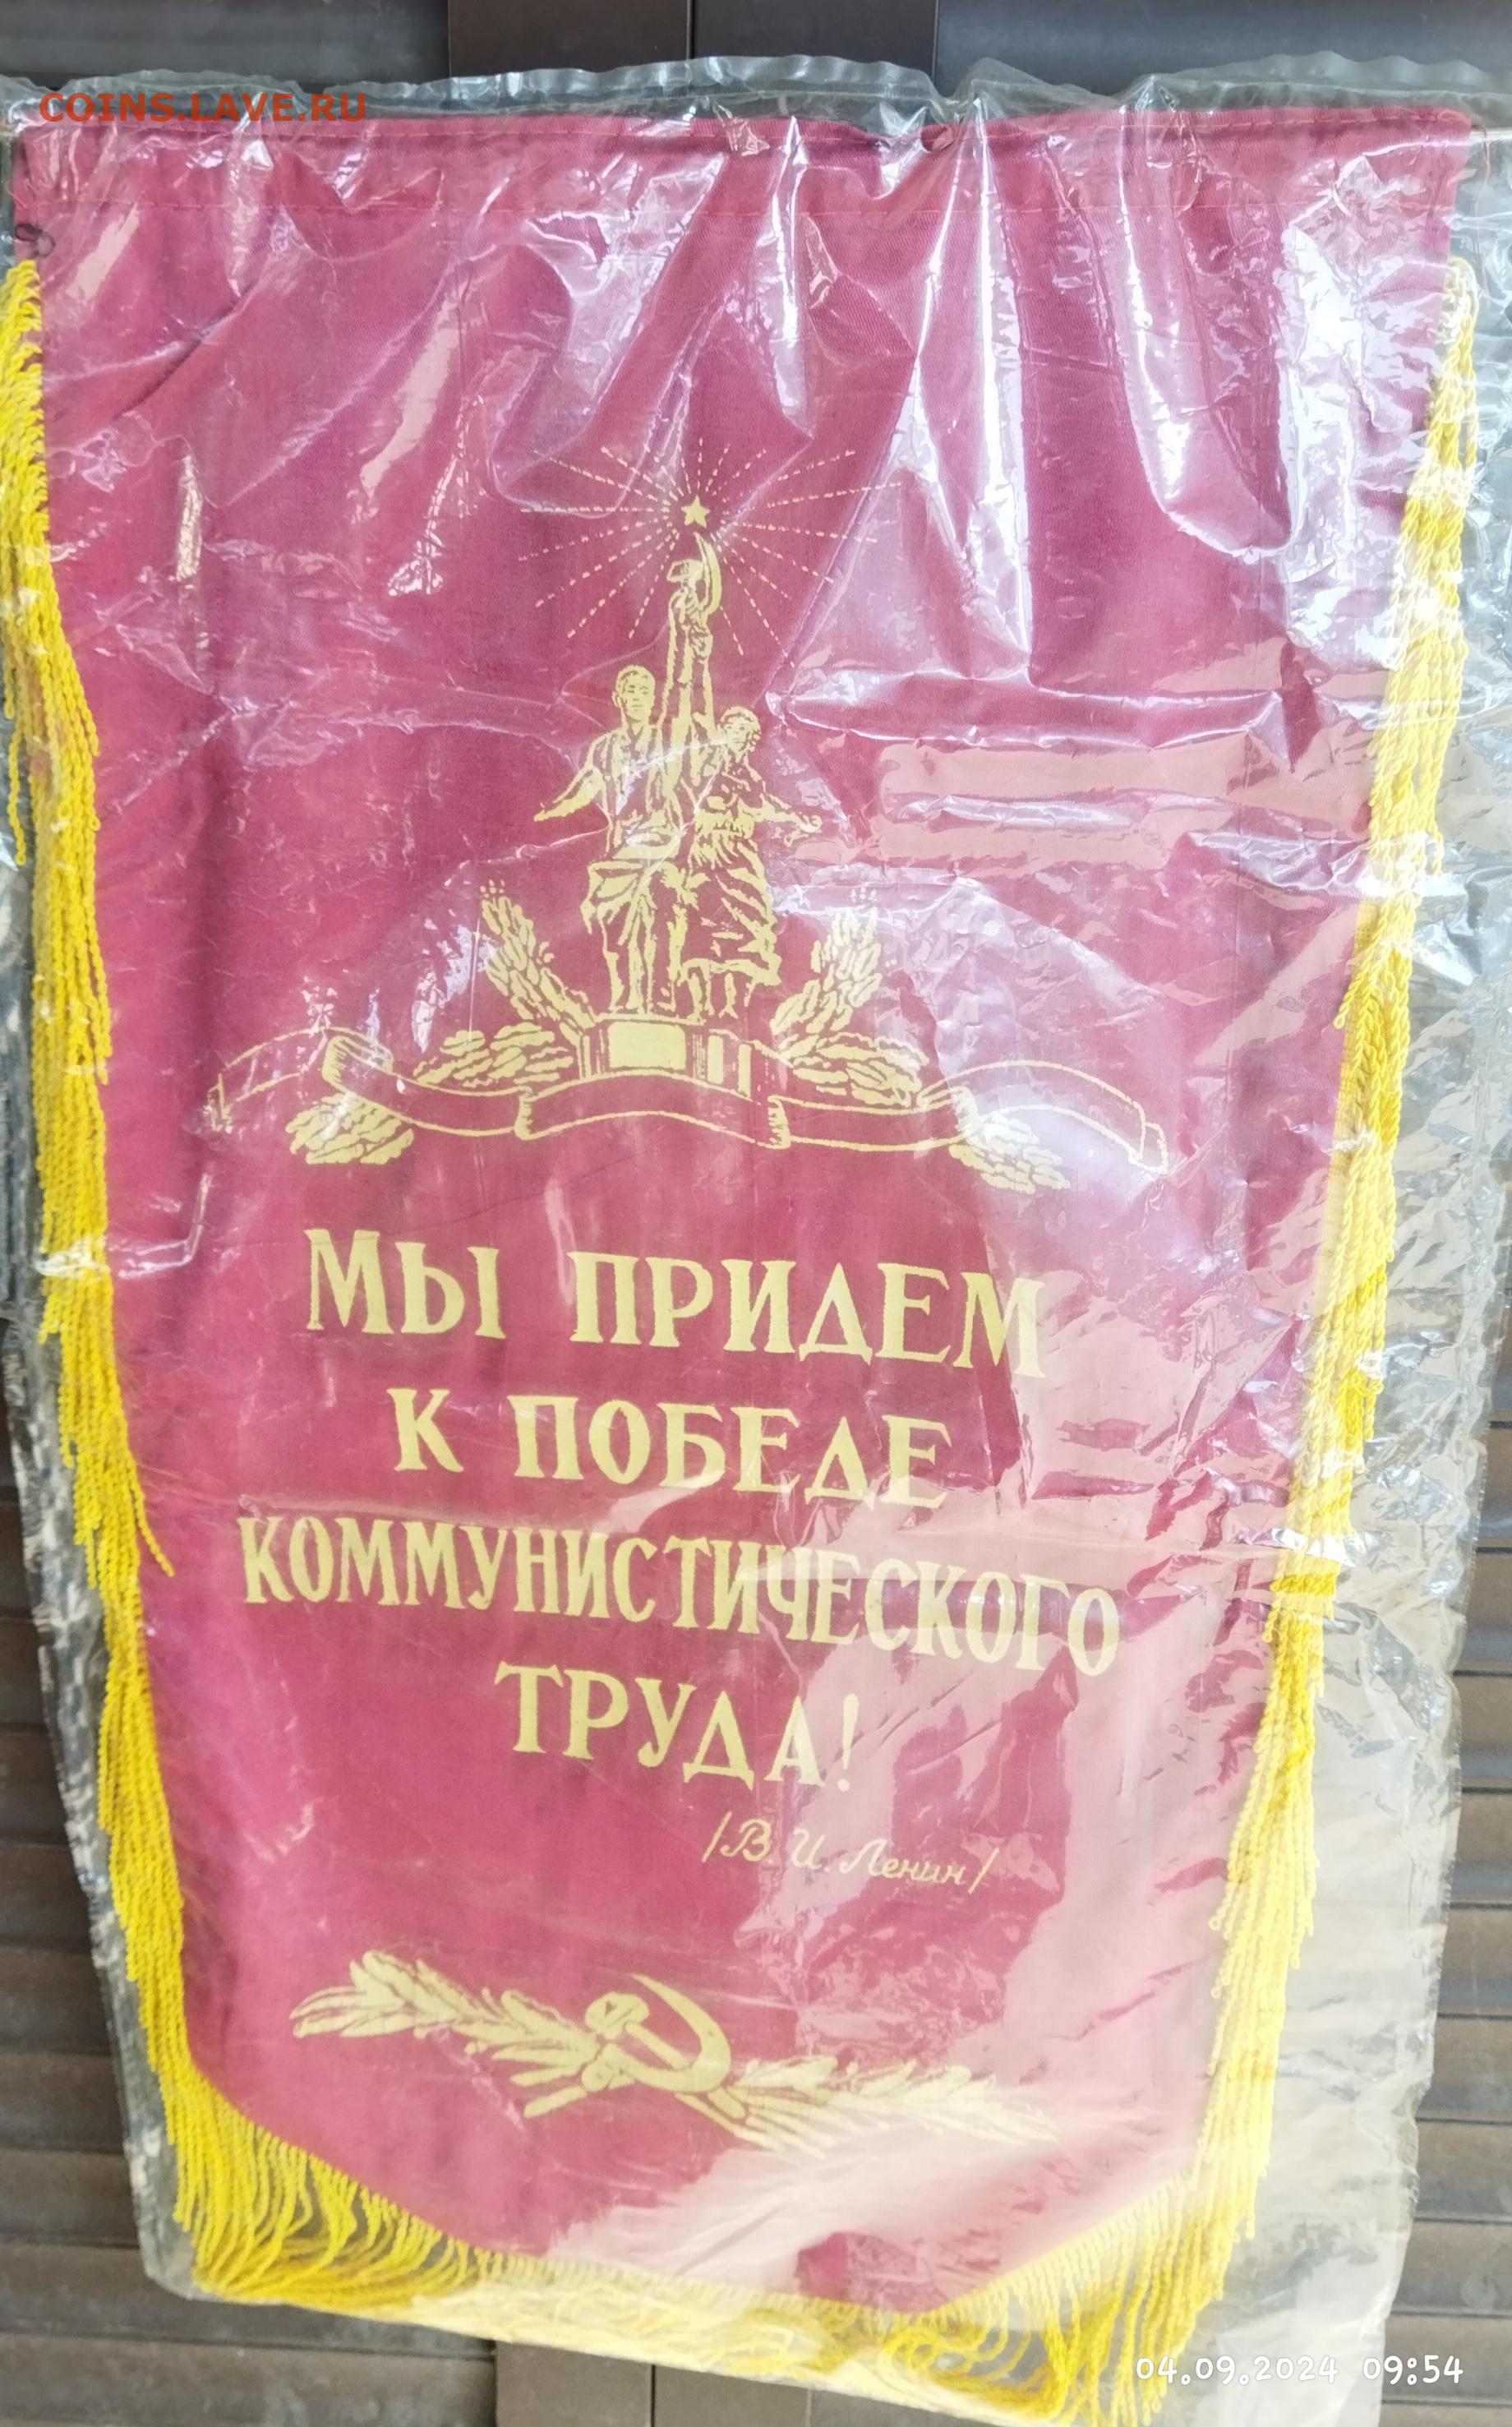 COINS.LAVE.RU
МЫ ПРИДЕМ
К ПОБЕДЕ
КОММУНИСТИЧЕСКОГО
ТРУДА!
/В. И. Ленин/
04.09.2024 09:54